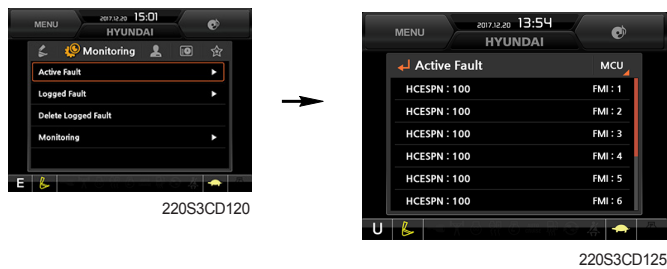 MENU 2017.12.20 15:01
HYUNDAI
Monitoring
Active Fault
Logged Fault
Delete Logged Fault
Monitoring
E
220S3CD120
MENU 2017.12.20 13:54
HYUNDAI
Active Fault MCU
HCESPN : 100 FMI : 1
HCESPN : 100 FMI : 2
HCESPN : 100 FMI : 3
HCESPN : 100 FMI : 4
HCESPN : 100 FMI : 5
HCESPN : 100 FMI : 6
U
220S3CD125